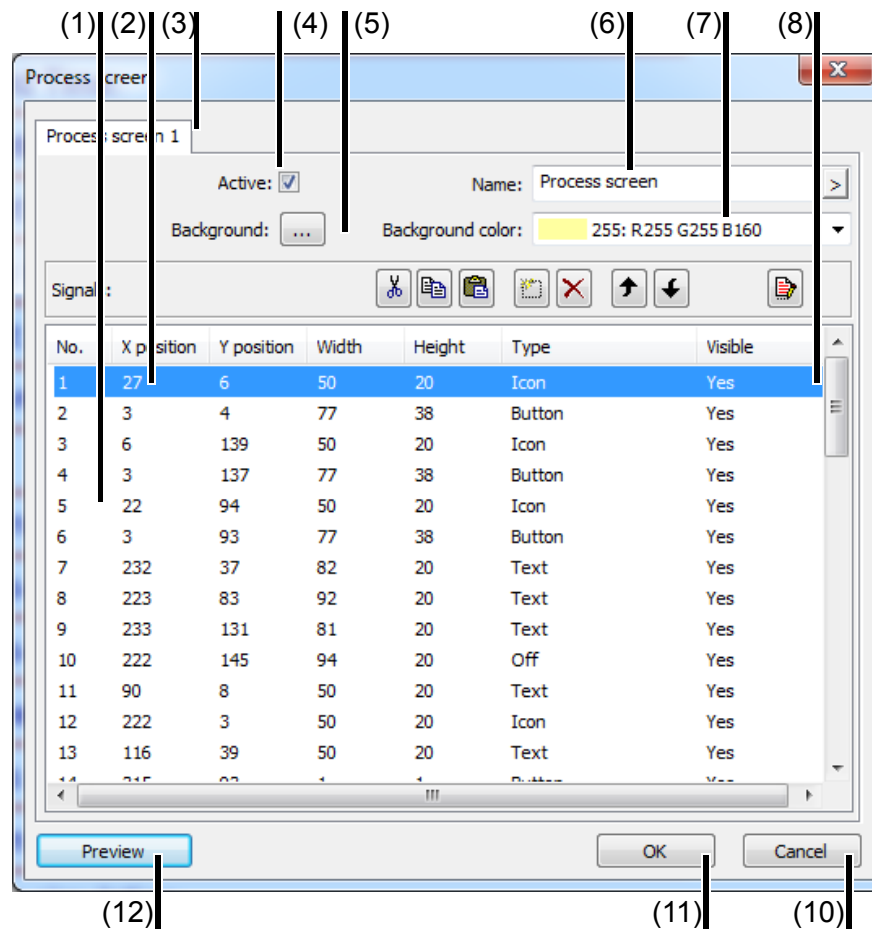 (1) (2) (3) (4) (5) (6) (7) (8)
Process screen
Process screen 1
Active: Name: Process screen >
Background: ... Background color: 255: R255 G255 B160
Signals:
No. X position Y position Width Height Type Visible
1 27 6 50 20 Icon Yes
2 3 4 77 38 Button Yes
3 6 139 50 20 Icon Yes
4 3 137 77 38 Button Yes
5 22 94 50 20 Icon Yes
6 3 93 77 38 Button Yes
7 232 37 82 20 Text Yes
8 223 83 92 20 Text Yes
9 233 131 81 20 Text Yes
10 222 145 94 20 Off Yes
11 90 8 50 20 Text Yes
12 222 3 50 20 Icon Yes
13 116 39 50 20 Text Yes
Preview OK Cancel
(12) (11) (10)